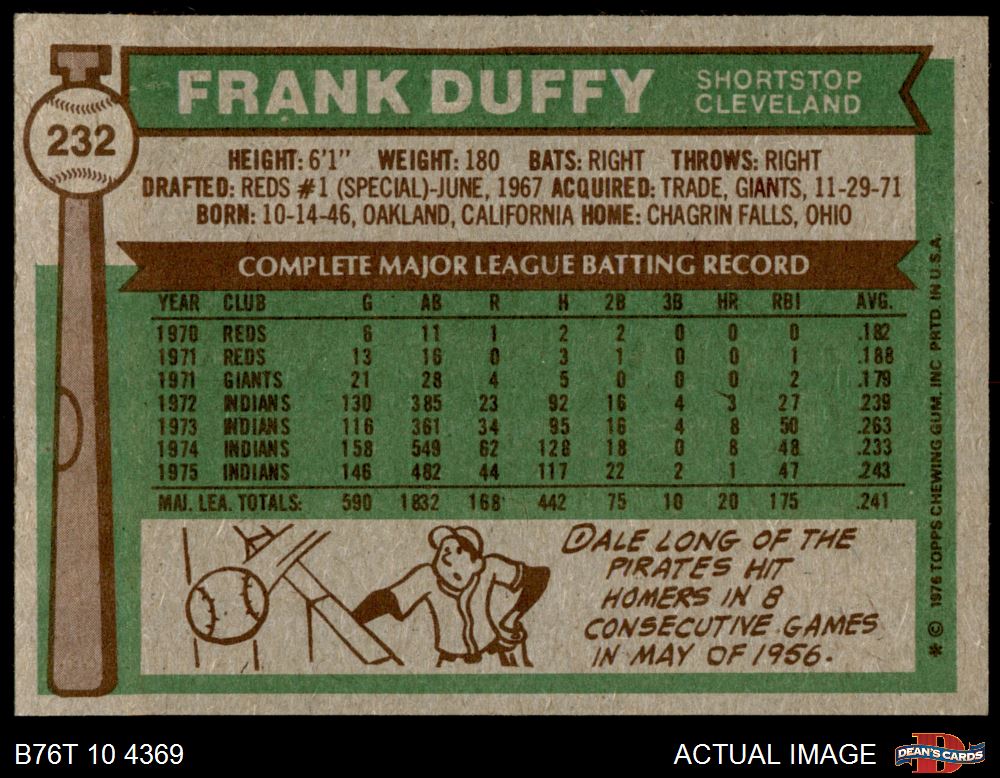 232
FRANK DUFFY
SHORTSTOP
CLEVELAND
HEIGHT: 6'1" WEIGHT: 180 BATS: RIGHT THROWS: RIGHT
DRAFTED: REDS #1 (SPECIAL)-JUNE, 1967 ACQUIRED: TRADE, GIANTS, 11-29-71
BORN: 10-14-46, OAKLAND, CALIFORNIA HOME: CHAGRIN FALLS, OHIO
COMPLETE MAJOR LEAGUE BATTING RECORD
YEAR CLUB G AB R H 2B 3B HR RBI AVG.
1970 REDS 6 11 1 2 2 0 0 0 .182
1971 REDS 13 16 0 3 1 0 0 1 .188
1971 GIANTS 21 28 4 5 0 0 0 2 .179
1972 INDIANS 130 385 23 92 16 4 3 27 .239
1973 INDIANS 116 361 34 95 16 4 8 50 .263
1974 INDIANS 158 549 62 128 18 0 8 48 .233
1975 INDIANS 146 482 44 117 22 2 1 47 .243
MAJ. LEA. TOTALS: 590 1832 168 442 75 10 20 175 .241
DALE LONG OF THE
PIRATES HIT
HOMERS IN 8
CONSECUTIVE GAMES
IN MAY OF 1956.
* © 1976 TOPPS CHEWING GUM, INC. PRTD. IN U.S.A.
B76T 10 4369
ACTUAL IMAGE
D
DEAN'S CARDS